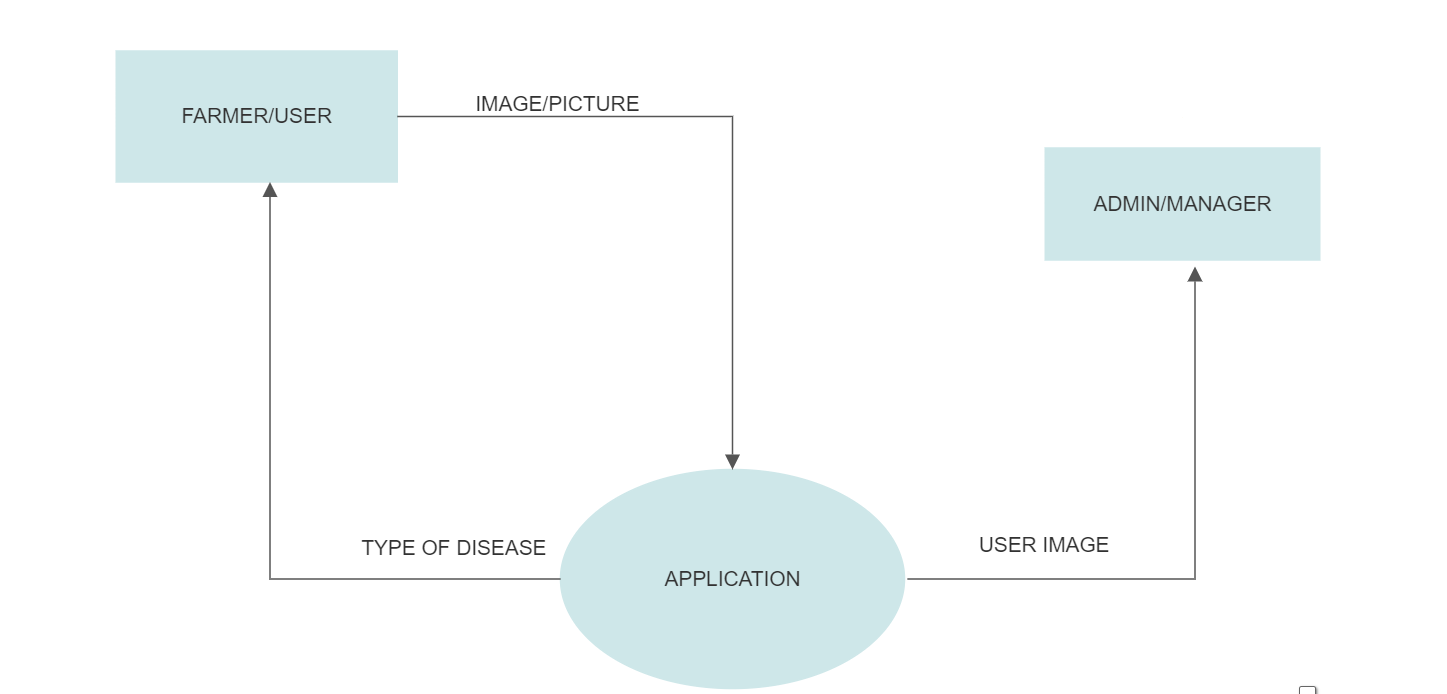 IMAGE/PICTURE
FARMER/USER
ADMIN/MANAGER
TYPE OF DISEASE
USER IMAGE
APPLICATION